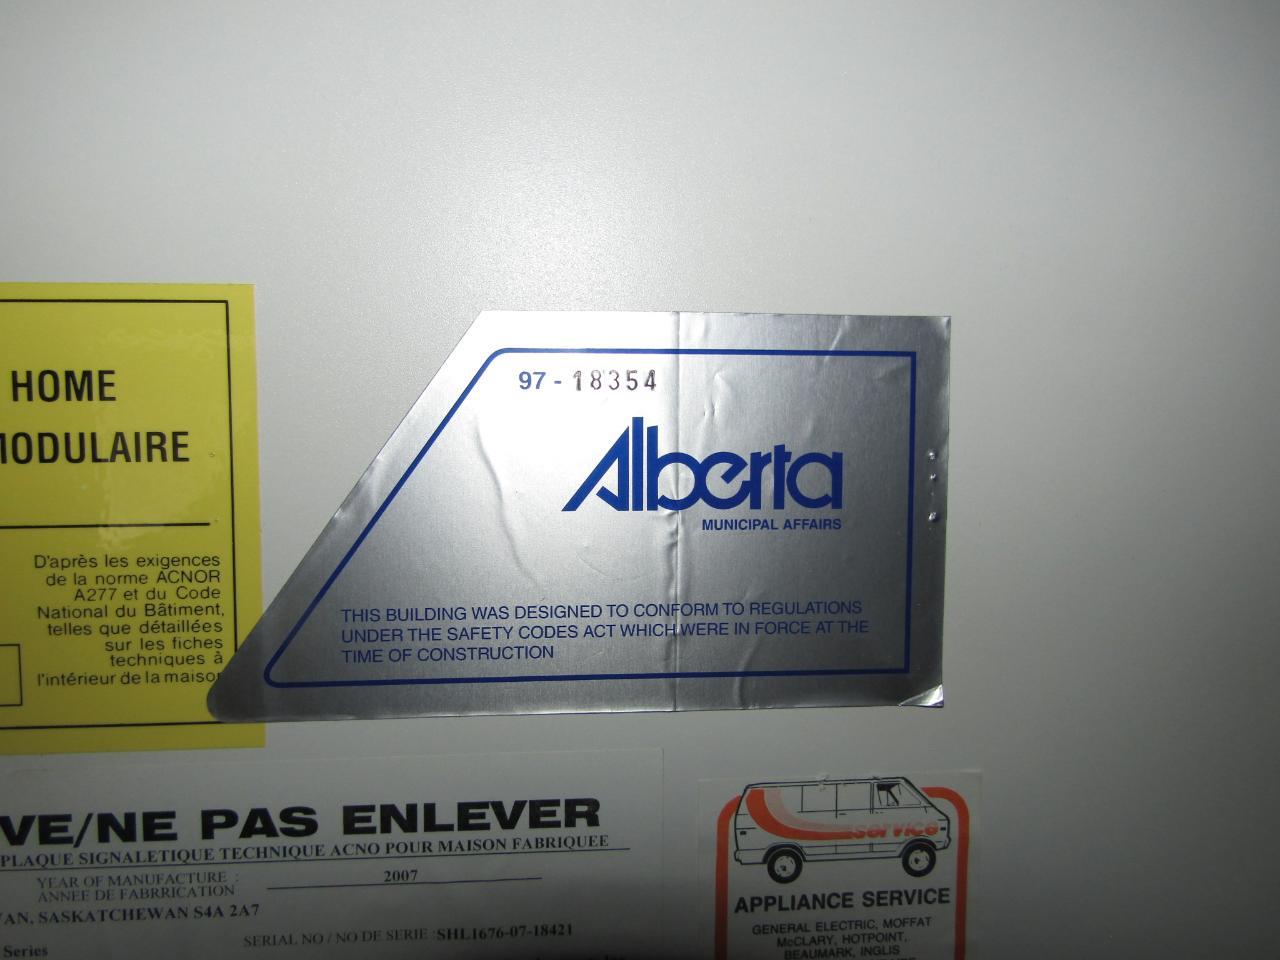 HOME
MODULAIRE
D'après les exigences
de la norme ACNOR
A277 et du Code
National du Bâtiment,
telles que détaillées
sur les fiches
techniques à
l'intérieur de la maison
97 - 18354
Alberta
MUNICIPAL AFFAIRS
THIS BUILDING WAS DESIGNED TO CONFORM TO REGULATIONS
UNDER THE SAFETY CODES ACT WHICH WERE IN FORCE AT THE
TIME OF CONSTRUCTION
VE/NE PAS ENLEVER
PLAQUE SIGNALETIQUE TECHNIQUE ACNO POUR MAISON FABRIQUEE
YEAR OF MANUFACTURE :
ANNEE DE FABRRICATION
2007
VAN, SASKATCHEWAN S4A 2A7
SERIAL NO / NO DE SERIE :SHL1676-07-18421
Series
service
APPLIANCE SERVICE
GENERAL ELECTRIC, MOFFAT
McCLARY, HOTPOINT,
BEAUMARK, INGLIS